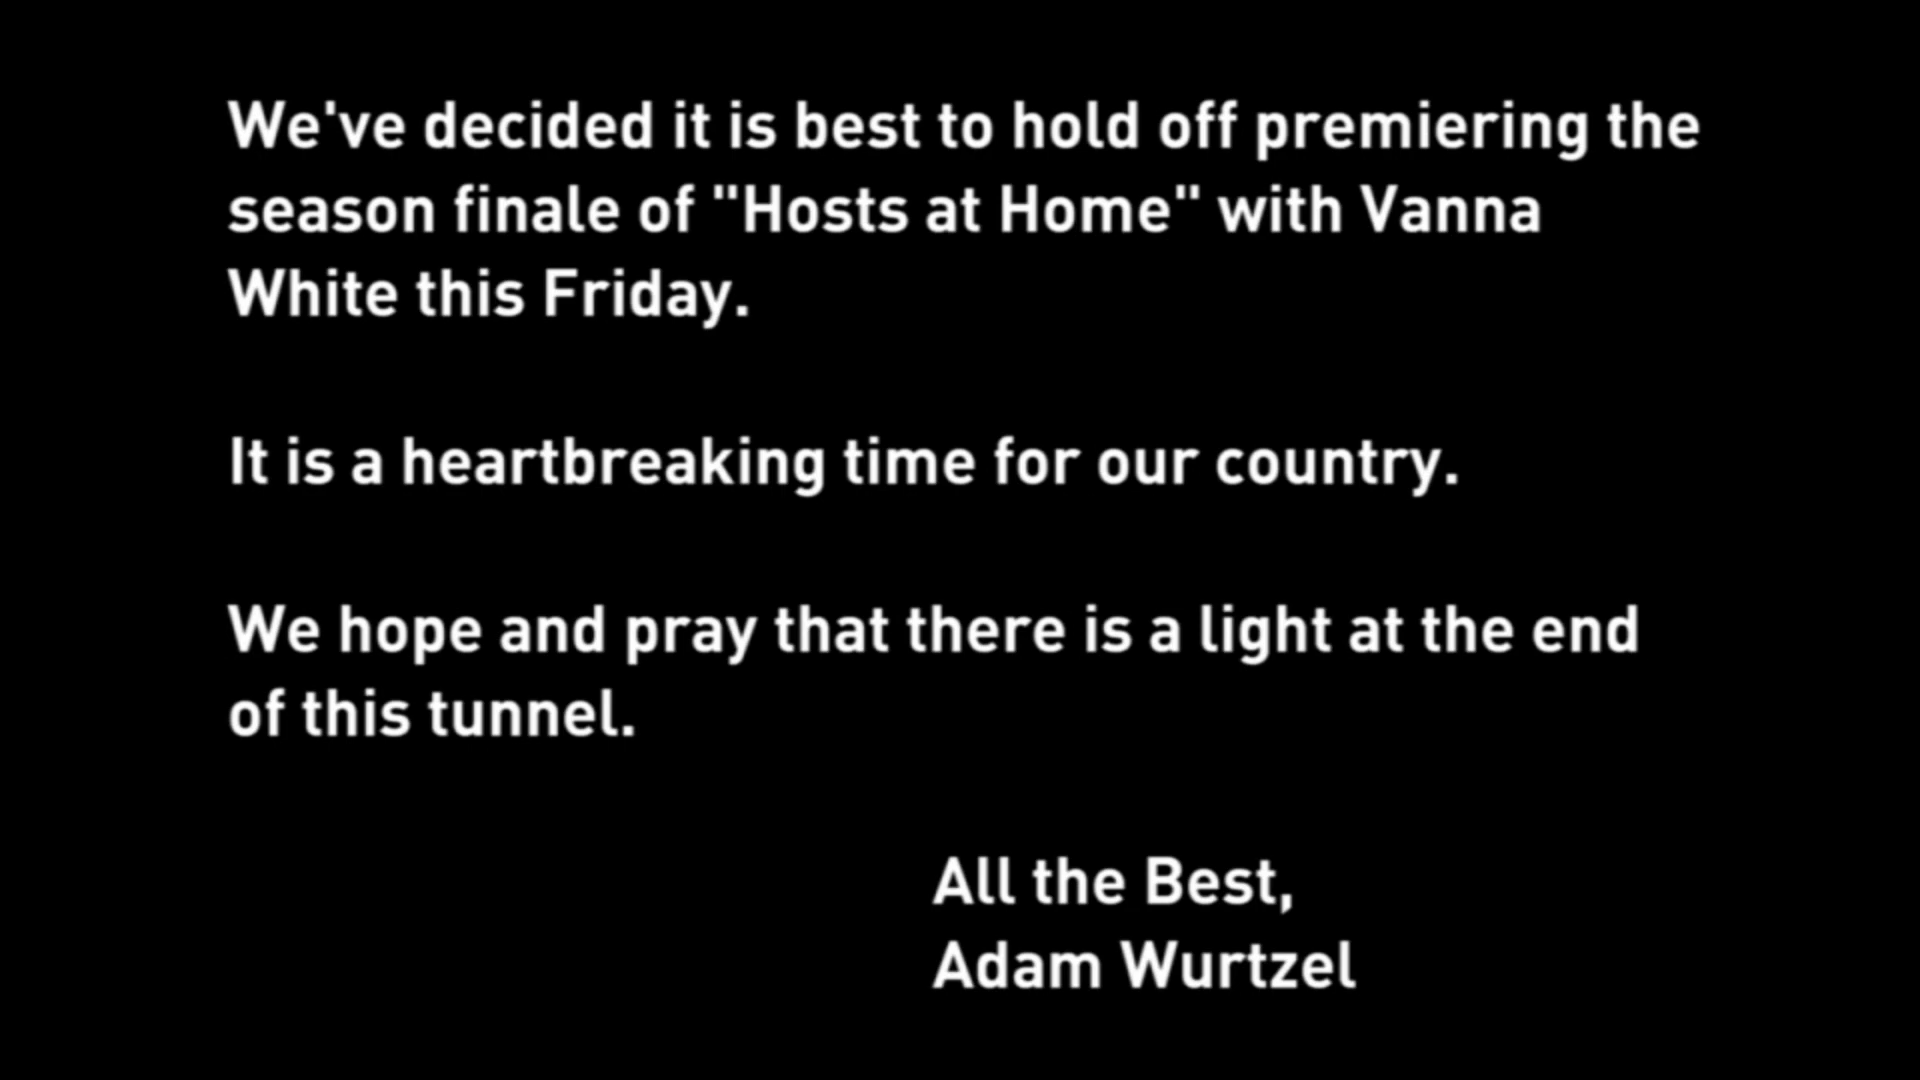 We've decided it is best to hold off premiering the
season finale of "Hosts at Home" with Vanna
White this Friday.
It is a heartbreaking time for our country.
We hope and pray that there is a light at the end
of this tunnel.
All the Best,
Adam Wurtzel